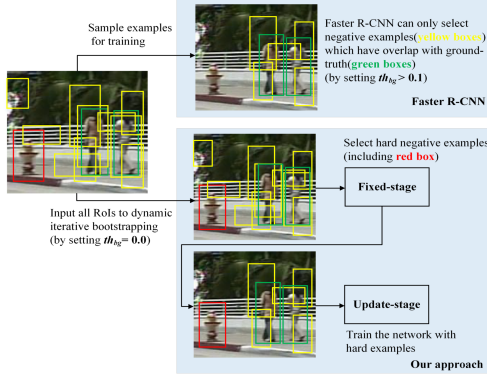 Sample examples
for training
Faster R-CNN can only select
negative examples(yellow boxes)
which have overlap with ground-
truth(green boxes)
(by setting th_bg > 0.1)
Faster R-CNN
Input all RoIs to dynamic
iterative bootstrapping
(by setting th_bg= 0.0)
Select hard negative examples
(including red box)
Fixed-stage
Update-stage
Train the network with
hard examples
Our approach